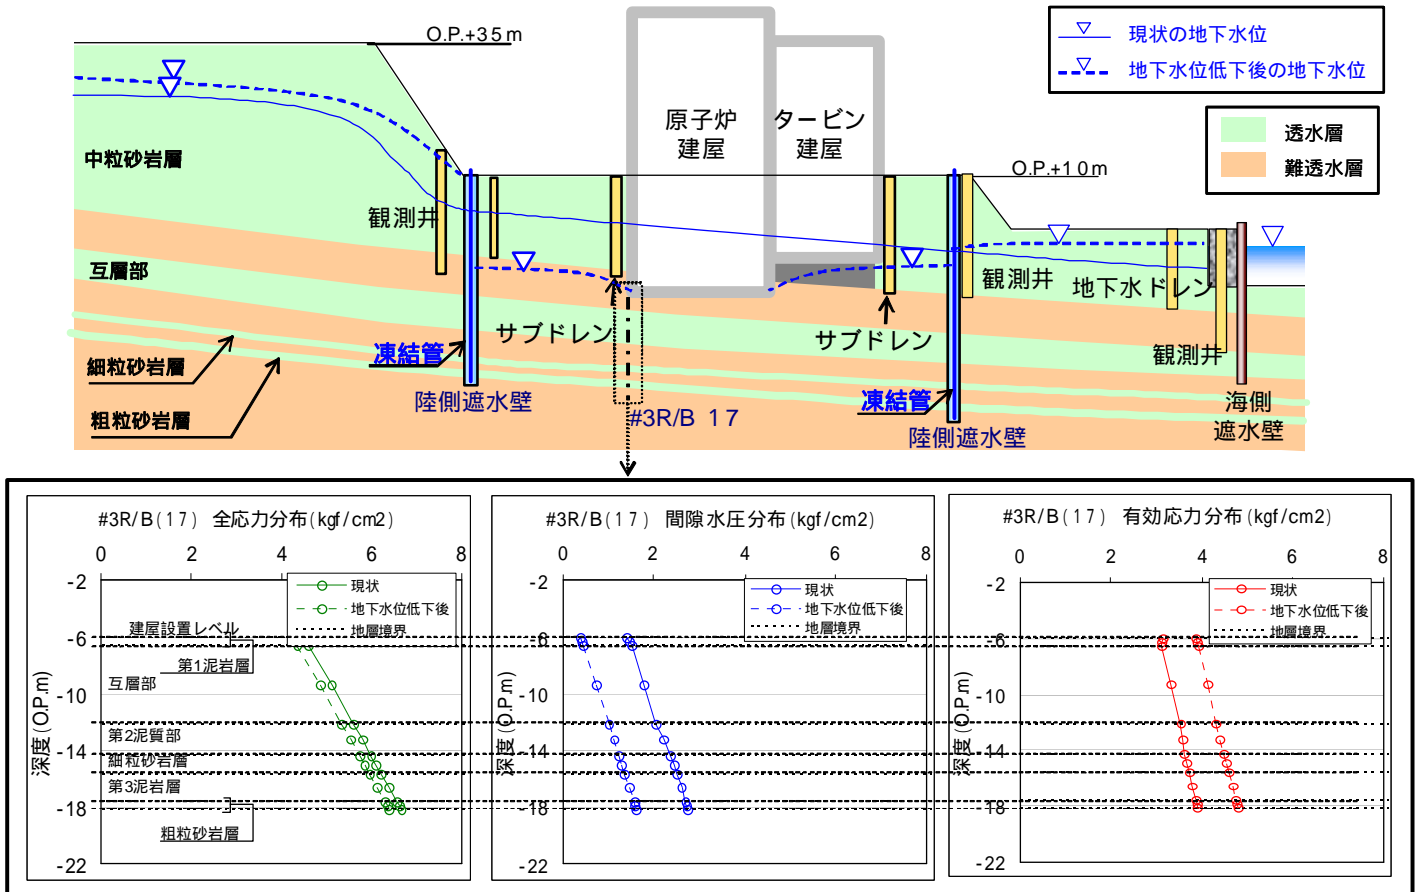 O.P.+35m
現状の地下水位
地下水位低下後の地下水位
原子炉
建屋
タービン
建屋
透水層
難透水層
中粒砂岩層
O.P.+10m
観測井
互層部
観測井
地下水ドレン
サブドレン
サブドレン
凍結管
観測井
細粒砂岩層
陸側遮水壁
凍結管
海側
遮水壁
粗粒砂岩層
#3R/B 17
陸側遮水壁
#3R/B(17) 全応力分布(kgf/cm2)
0 2 4 6 8
-2
-6
-10
-14
-18
-22
深度(O.P.m)
現状
地下水位低下後
地層境界
建屋設置レベル
第1泥岩層
互層部
第2泥質部
細粒砂岩層
第3泥岩層
粗粒砂岩層
#3R/B(17) 間隙水圧分布(kgf/cm2)
0 2 4 6 8
-2
-6
-10
-14
-18
-22
深度(O.P.m)
現状
地下水位低下後
地層境界
#3R/B(17) 有効応力分布(kgf/cm2)
0 2 4 6 8
-2
-6
-10
-14
-18
-22
深度(O.P.m)
現状
地下水位低下後
地層境界